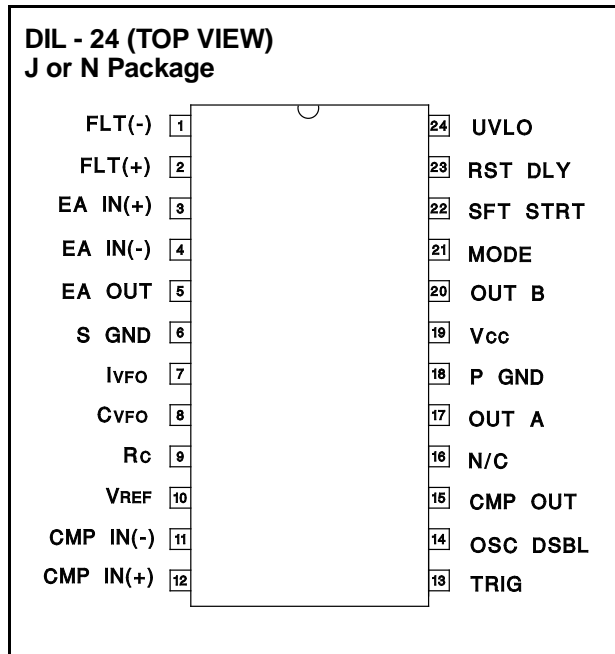 DIL - 24 (TOP VIEW)
J or N Package
FLT(-) 1 24 UVLO
FLT(+) 2 23 RST DLY
EA IN(+) 3 22 SFT STRT
EA IN(-) 4 21 MODE
EA OUT 5 20 OUT B
S GND 6 19 Vcc
IVFO 7 18 P GND
CVFO 8 17 OUT A
Rc 9 16 N/C
VREF 10 15 CMP OUT
CMP IN(-) 11 14 OSC DSBL
CMP IN(+) 12 13 TRIG